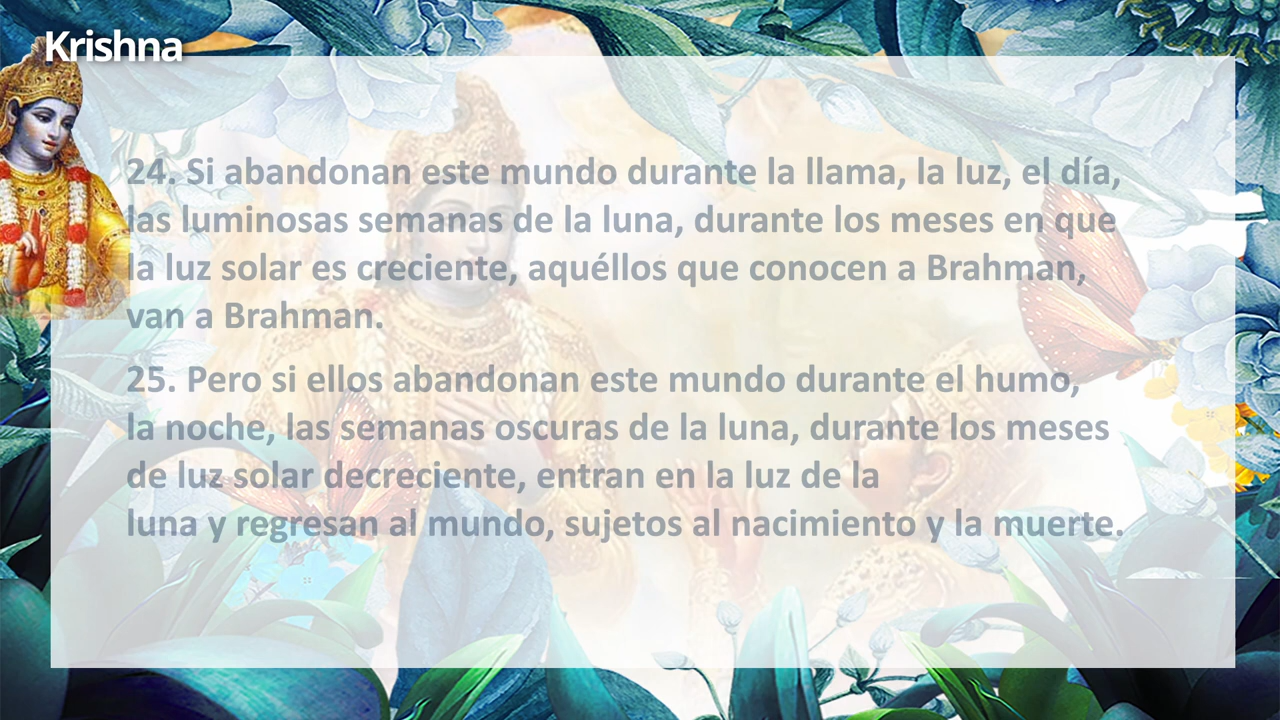 Krishna
24. Si abandonan este mundo durante la llama, la luz, el día,
las luminosas semanas de la luna, durante los meses en que
la luz solar es creciente, aquéllos que conocen a Brahman,
van a Brahman.
25. Pero si ellos abandonan este mundo durante el humo,
la noche, las semanas oscuras de la luna, durante los meses
de luz solar decreciente, entran en la luz de la
luna y regresan al mundo, sujetos al nacimiento y la muerte.